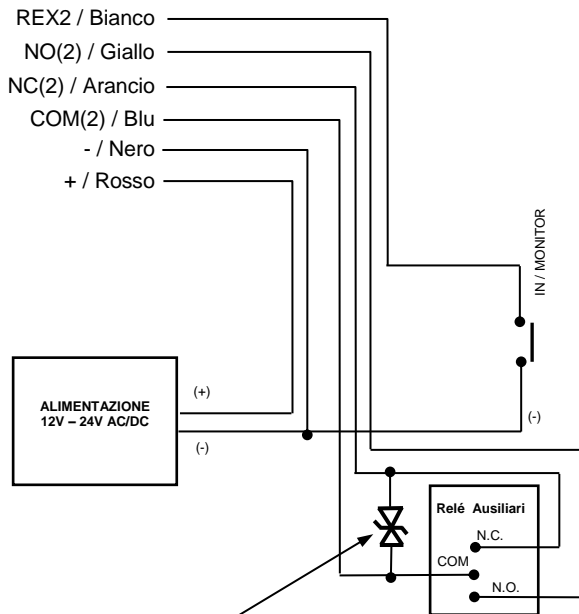 REX2 / Bianco
NO(2) / Giallo
NC(2) / Arancio
COM(2) / Blu
- / Nero
+ / Rosso
IN / MONITOR
ALIMENTAZIONE
12V – 24V AC/DC
(+)
(-)
(-)
Relé Ausiliari
N.C.
COM
N.O.